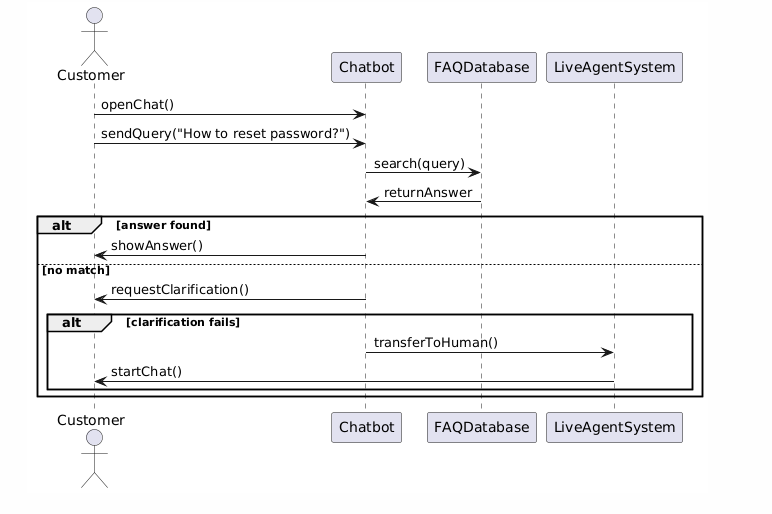 Customer
Chatbot
FAQDatabase
LiveAgentSystem
openChat()
sendQuery("How to reset password?")
search(query)
returnAnswer
alt
[answer found]
showAnswer()
[no match]
requestClarification()
alt
[clarification fails]
transferToHuman()
startChat()
Customer
Chatbot
FAQDatabase
LiveAgentSystem